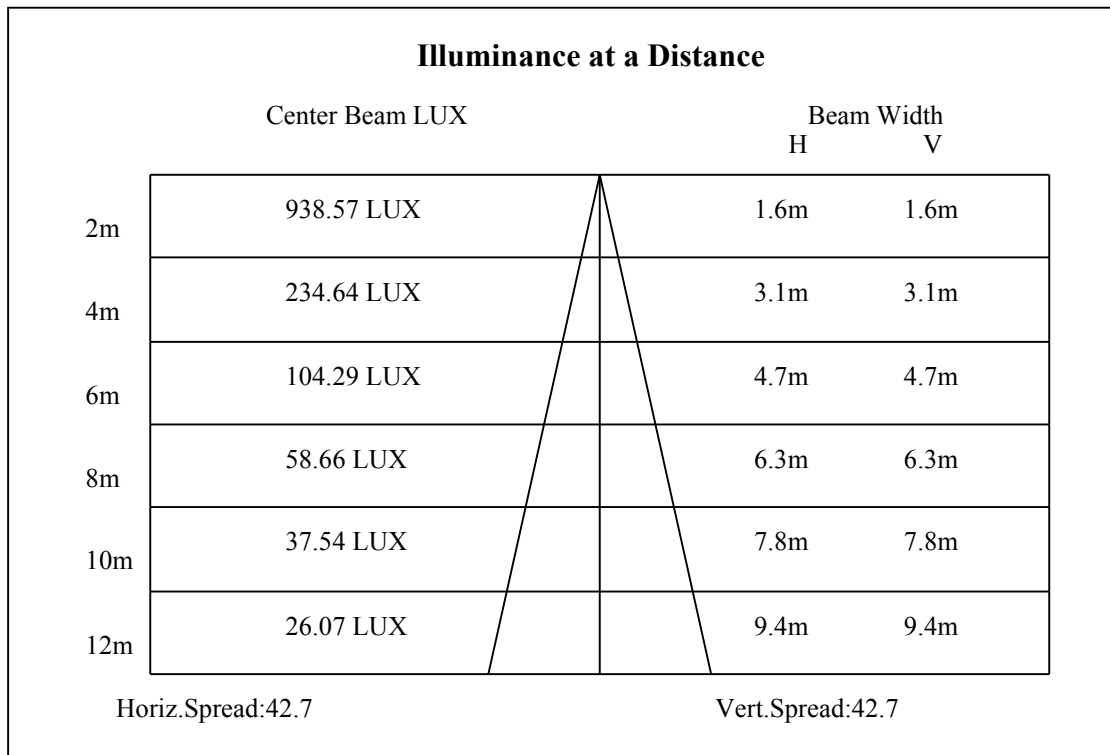 Illuminance at a Distance
Center Beam LUX Beam Width
H V
2m 938.57 LUX 1.6m 1.6m
4m 234.64 LUX 3.1m 3.1m
6m 104.29 LUX 4.7m 4.7m
8m 58.66 LUX 6.3m 6.3m
10m 37.54 LUX 7.8m 7.8m
12m 26.07 LUX 9.4m 9.4m
Horiz.Spread:42.7 Vert.Spread:42.7